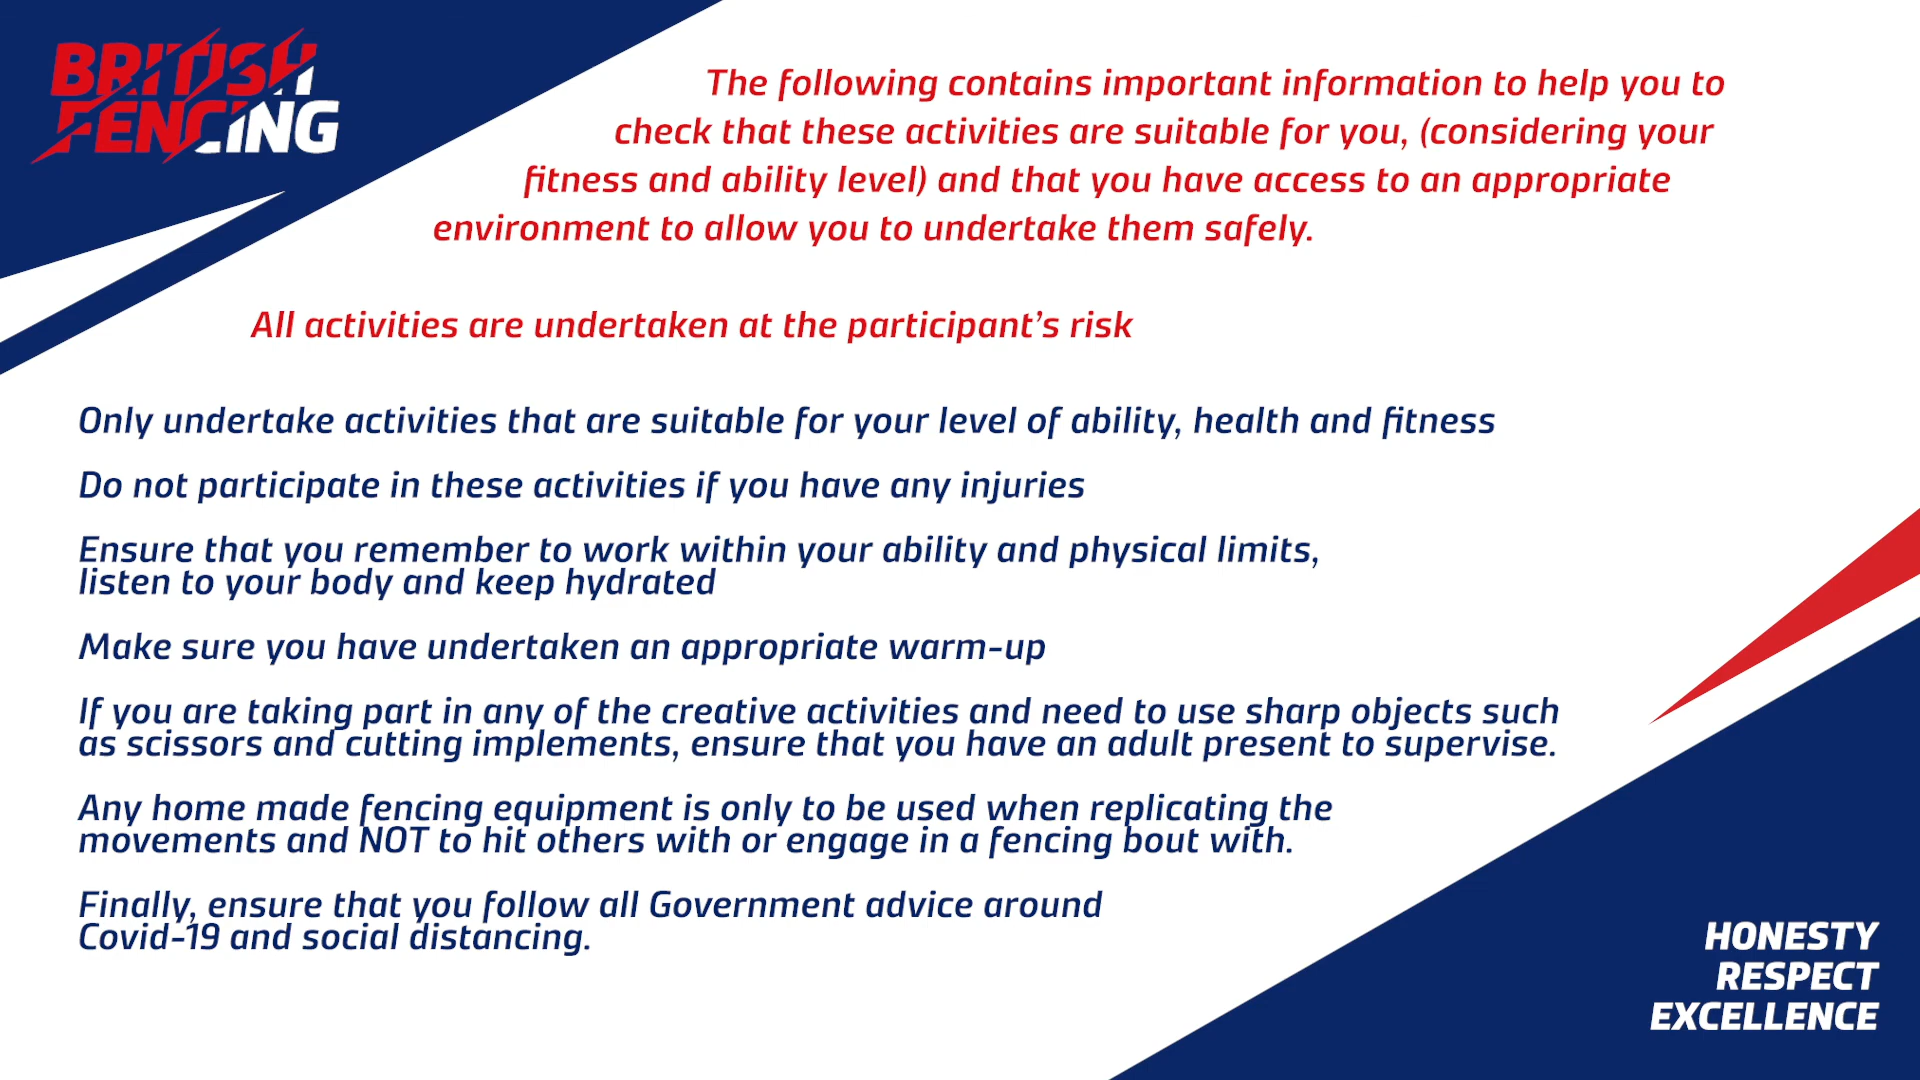 BRITISH
FENCING
The following contains important information to help you to
check that these activities are suitable for you, (considering your
fitness and ability level) and that you have access to an appropriate
environment to allow you to undertake them safely.
All activities are undertaken at the participant’s risk
Only undertake activities that are suitable for your level of ability, health and fitness
Do not participate in these activities if you have any injuries
Ensure that you remember to work within your ability and physical limits,
listen to your body and keep hydrated
Make sure you have undertaken an appropriate warm-up
If you are taking part in any of the creative activities and need to use sharp objects such
as scissors and cutting implements, ensure that you have an adult present to supervise.
Any home made fencing equipment is only to be used when replicating the
movements and NOT to hit others with or engage in a fencing bout with.
Finally, ensure that you follow all Government advice around
Covid-19 and social distancing.
HONESTY
RESPECT
EXCELLENCE